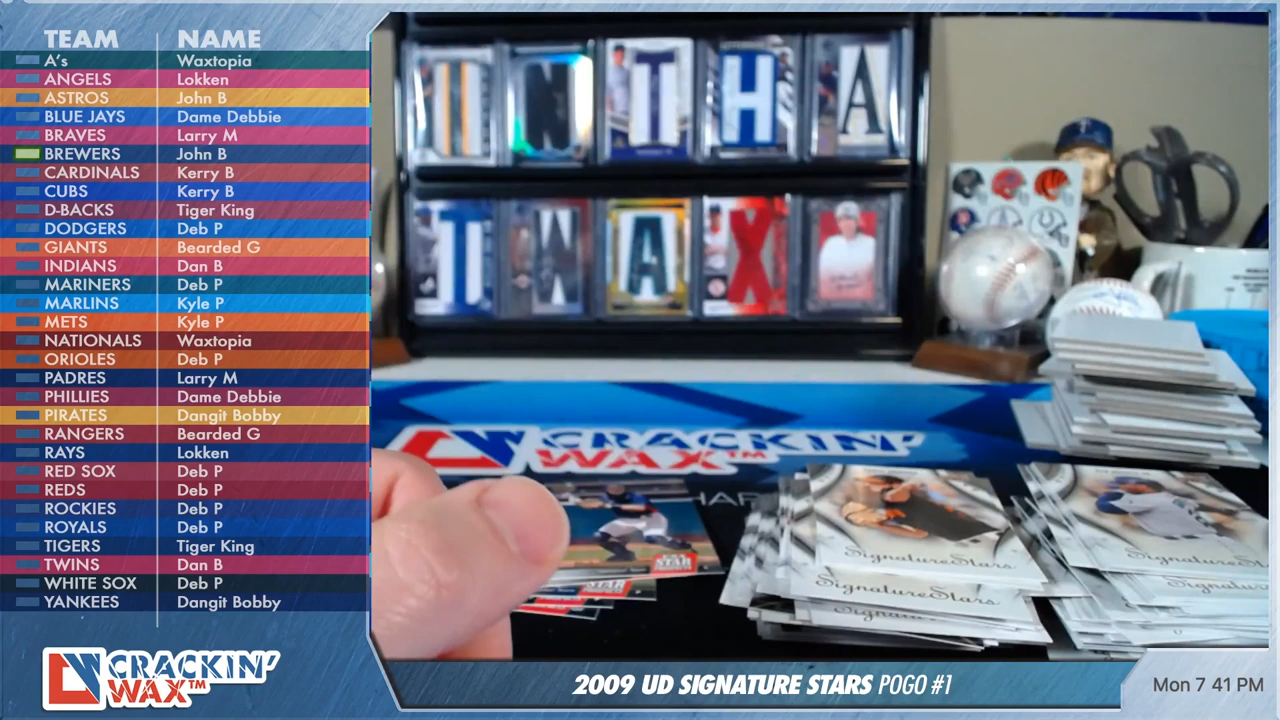 TEAM NAME
A's Waxtopia
ANGELS Lokken
ASTROS John B
BLUE JAYS Dame Debbie
BRAVES Larry M
BREWERS John B
CARDINALS Kerry B
CUBS Kerry B
D-BACKS Tiger King
DODGERS Deb P
GIANTS Bearded G
INDIANS Dan B
MARINERS Deb P
MARLINS Kyle P
METS Kyle P
NATIONALS Waxtopia
ORIOLES Deb P
PADRES Larry M
PHILLIES Dame Debbie
PIRATES Dangit Bobby
RANGERS Bearded G
RAYS Lokken
RED SOX Deb P
REDS Deb P
ROCKIES Deb P
ROYALS Deb P
TIGERS Tiger King
TWINS Dan B
WHITE SOX Deb P
YANKEES Dangit Bobby
CRACKIN'
WAX™
N T H A
W A X
CRACKIN'
WAX™
STAR
SignatureStars
SignatureStars
SignatureSt
2009 UD SIGNATURE STARS POGO #1
Mon 7 41 PM